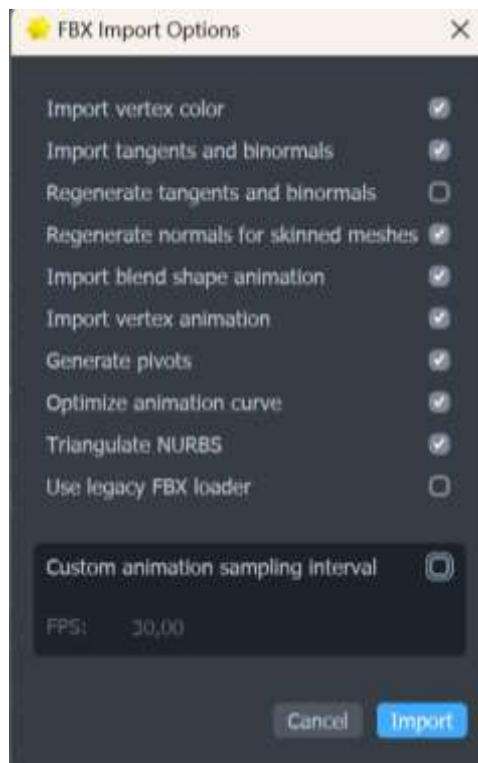 FBX Import Options
Import vertex color
Import tangents and binormals
Regenerate tangents and binormals
Regenerate normals for skinned meshes
Import blend shape animation
Import vertex animation
Generate pivots
Optimize animation curve
Triangulate NURBS
Use legacy FBX loader
Custom animation sampling interval
FPS: 30,00
Cancel Import